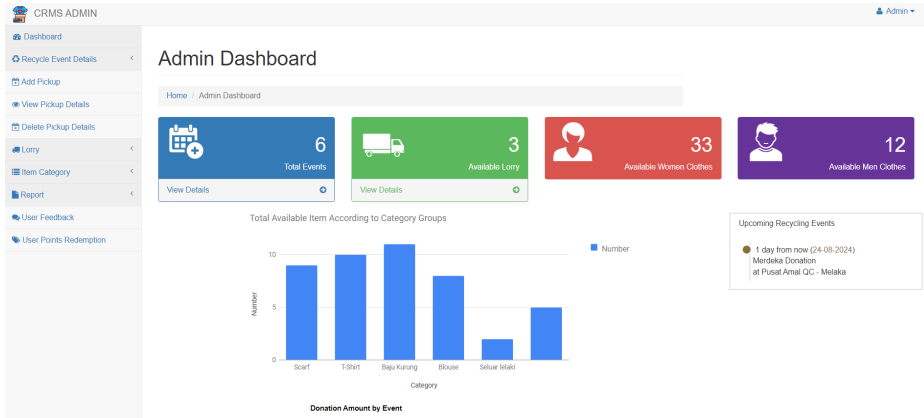 CRMS ADMIN
Admin
Dashboard
Recycle Event Details
Add Pickup
View Pickup Details
Delete Pickup Details
Lorry
Item Category
Report
User Feedback
User Points Redemption
Admin Dashboard
Home / Admin Dashboard
6
Total Events
View Details
3
Available Lorry
View Details
33
Available Women Clothes
12
Available Men Clothes
Total Available Item According to Category Groups
Number
10
5
0
Number
Scarf T-Shirt Baju Kurung Blouse Seluar lelaki
Category
Donation Amount by Event
Upcoming Recycling Events
1 day from now (24-08-2024)
Merdeka Donation
at Pusat Amal QC - Melaka